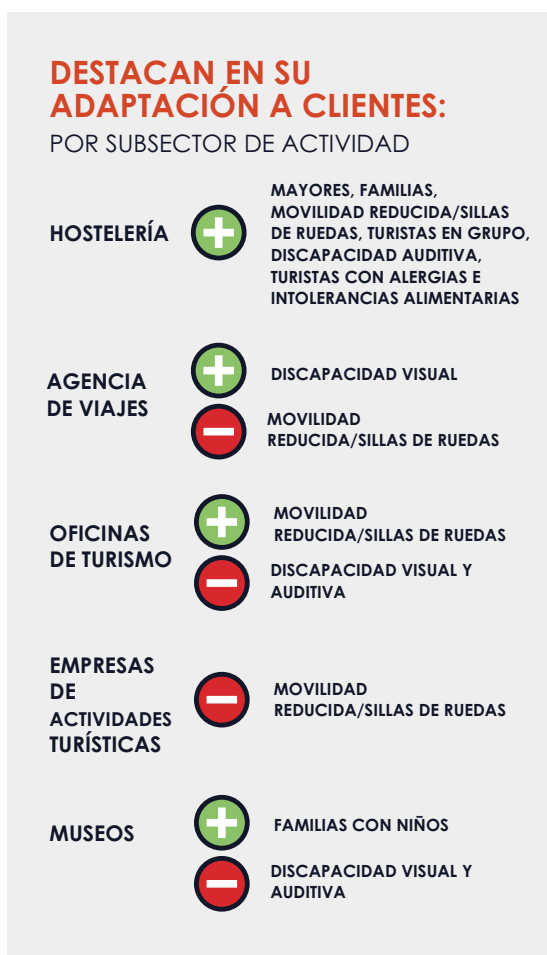 DESTACAN EN SU
ADAPTACIÓN A CLIENTES:
POR SUBSECTOR DE ACTIVIDAD
HOSTELERÍA
MAYORES, FAMILIAS,
MOVILIDAD REDUCIDA/SILLAS
DE RUEDAS, TURISTAS EN GRUPO,
DISCAPACIDAD AUDITIVA,
TURISTAS CON ALERGIAS E
INTOLERANCIAS ALIMENTARIAS
AGENCIA
DE VIAJES
DISCAPACIDAD VISUAL
MOVILIDAD
REDUCIDA/SILLAS DE RUEDAS
OFICINAS
DE TURISMO
MOVILIDAD
REDUCIDA/SILLAS DE RUEDAS
DISCAPACIDAD VISUAL Y
AUDITIVA
EMPRESAS
DE
ACTIVIDADES
TURÍSTICAS
MOVILIDAD
REDUCIDA/SILLAS DE RUEDAS
MUSEOS
FAMILIAS CON NIÑOS
DISCAPACIDAD VISUAL Y
AUDITIVA